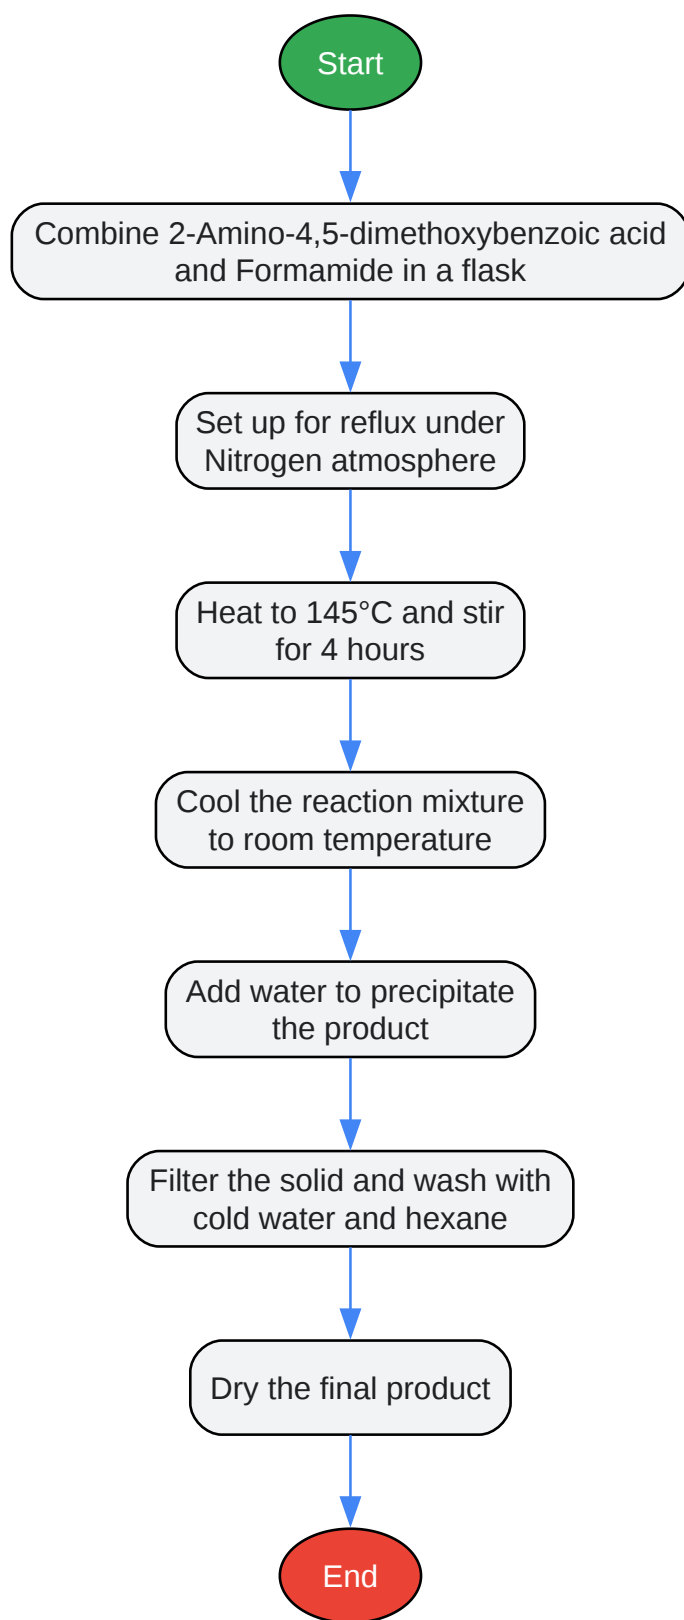 Start
Combine 2-Amino-4,5-dimethoxybenzoic acid
and Formamide in a flask
Set up for reflux under
Nitrogen atmosphere
Heat to 145°C and stir
for 4 hours
Cool the reaction mixture
to room temperature
Add water to precipitate
the product
Filter the solid and wash with
cold water and hexane
Dry the final product
End